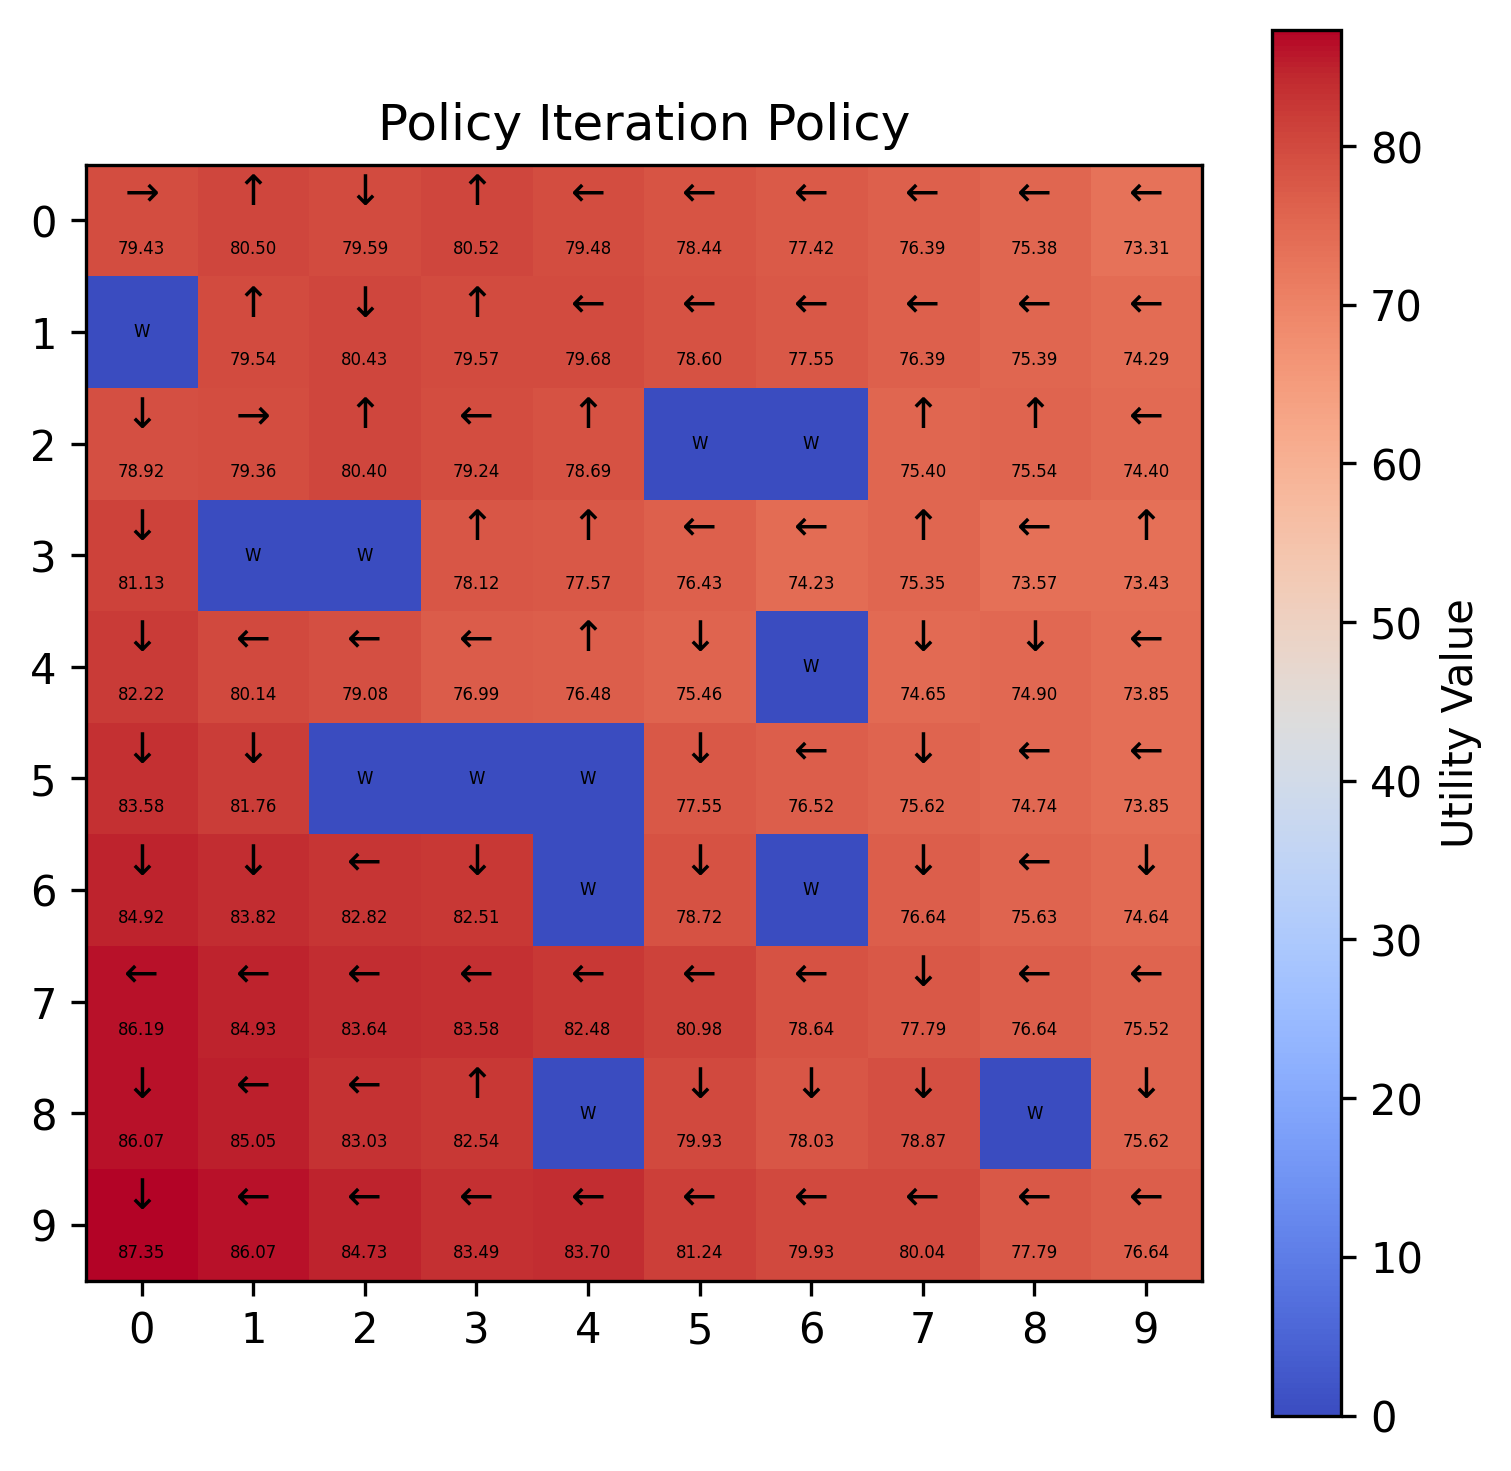 Policy Iteration Policy
→ ↑ ↓ ↑ ← ← ← ← ← ←
0 79.43 80.50 79.59 80.52 79.48 78.44 77.42 76.39 75.38 73.31
↑ ↓ ↑ ← ← ← ← ← ←
1 W 79.54 80.43 79.57 79.68 78.60 77.55 76.39 75.39 74.29
↓ → ↑ ← ↑ ↑ ↑ ←
2 78.92 79.36 80.40 79.24 78.69 W W 75.40 75.54 74.40
↓ ↑ ↑ ← ← ↑ ← ↑
3 81.13 W W 78.12 77.57 76.43 74.23 75.35 73.57 73.43
↓ ← ← ← ↑ ↓ ↓ ↓ ←
4 82.22 80.14 79.08 76.99 76.48 75.46 W 74.65 74.90 73.85
↓ ↓ ↓ ← ↓ ← ←
5 83.58 81.76 W W W 77.55 76.52 75.62 74.74 73.85
↓ ↓ ← ↓ ↓ ↓ ← ↓
6 84.92 83.82 82.82 82.51 W 78.72 W 76.64 75.63 74.64
← ← ← ← ← ← ← ↓ ← ←
7 86.19 84.93 83.64 83.58 82.48 80.98 78.64 77.79 76.64 75.52
↓ ← ← ↑ ↓ ↓ ↓ ↓
8 86.07 85.05 83.03 82.54 W 79.93 78.03 78.87 W 75.62
↓ ← ← ← ← ← ← ← ← ←
9 87.35 86.07 84.73 83.49 83.70 81.24 79.93 80.04 77.79 76.64
0 1 2 3 4 5 6 7 8 9
80
70
60
50
40
30
20
10
0
Utility Value